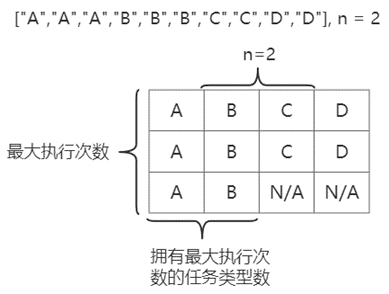 ["A","A","A","B","B","B","C","C","D","D"], n = 2
n=2
A B C D
最大执行次数
A B C D
A B N/A N/A
拥有最大执行次
数的任务类型数